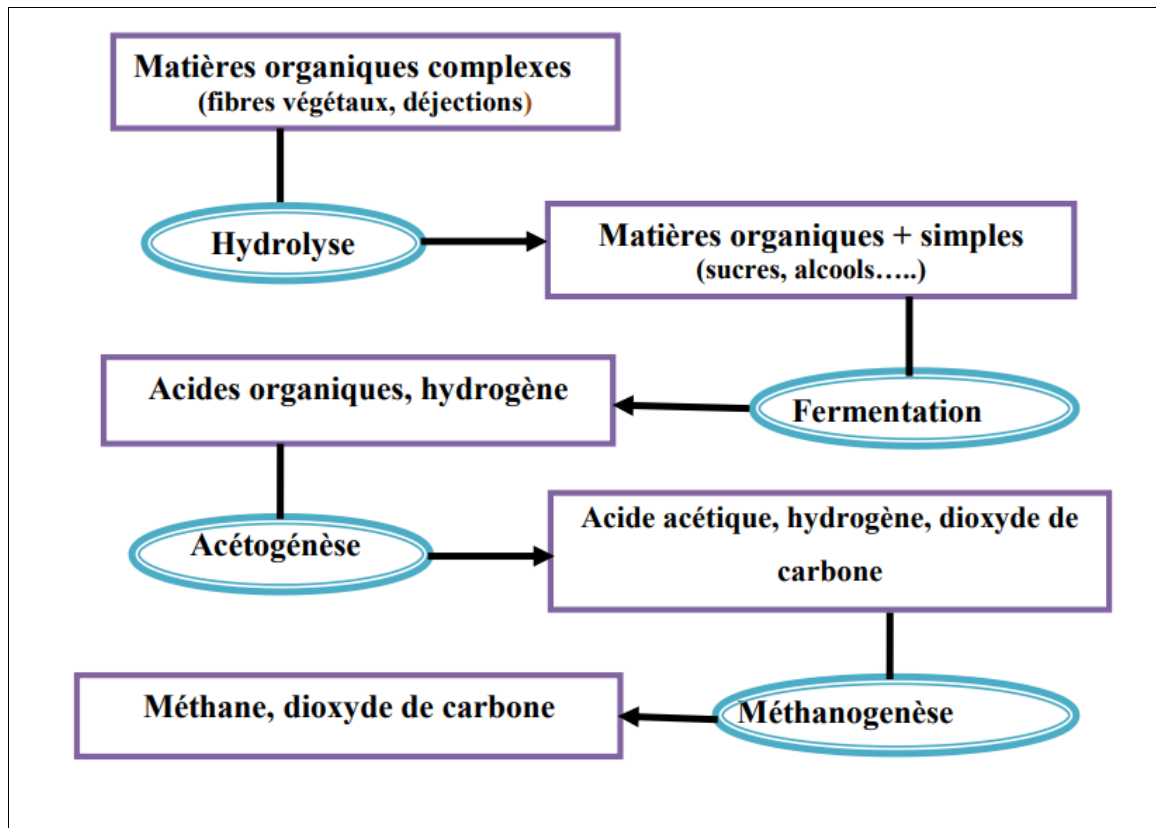 Matières organiques complexes
(fibres végétaux, déjections)
Hydrolyse
Matières organiques + simples
(sucres, alcools…..)
Fermentation
Acides organiques, hydrogène
Acétogénèse
Acide acétique, hydrogène, dioxyde de
carbone
Méthanogenèse
Méthane, dioxyde de carbone